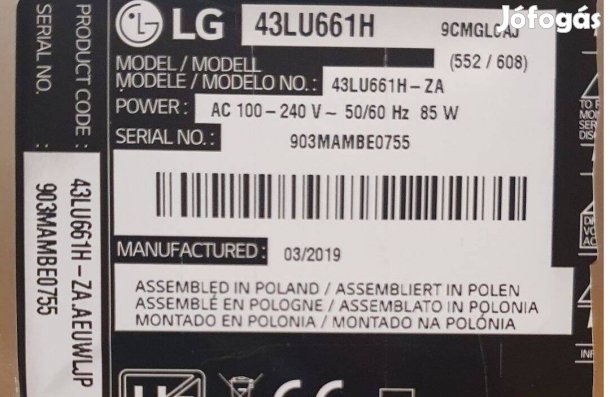 Jófogás
LG 43LU661H
(552 / 608)
MODEL / MODELL
MODELE / MODELO NO.: 43LU661H-ZA
POWER: AC 100-240 V~ 50/60 Hz 85 W
SERIAL NO.: 903MAMBE0755
MANUFACTURED: 03/2019
ASSEMBLED IN POLAND / ASSEMBLIERT IN POLEN
ASSEMBLÉ EN POLOGNE / ASSEMBLATO IN POLONIA
MONTADO EN POLONIA / MONTADO NA POLÓNIA
PRODUCT CODE: 43LU661H-ZA.AEUWLJP
SERIAL NO. 903MAMBE0755
CE